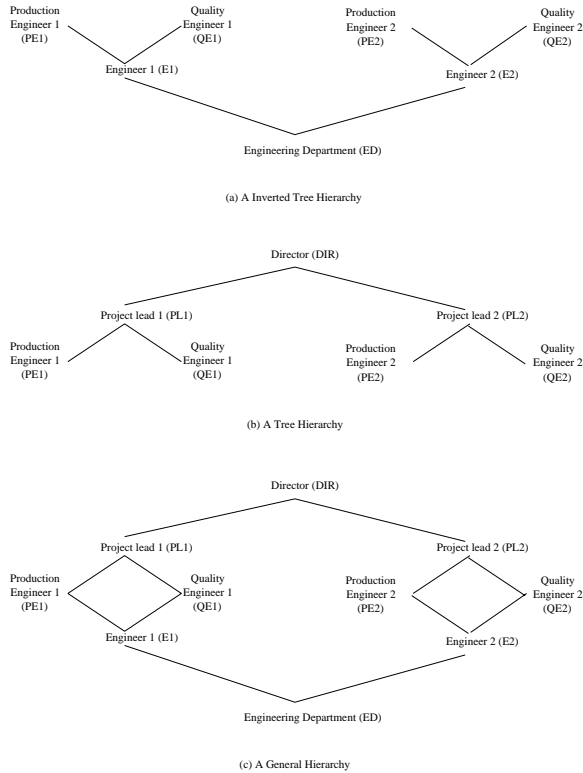 Production
Engineer 1
(PE1)
Quality
Engineer 1
(QE1)
Production
Engineer 2
(PE2)
Quality
Engineer 2
(QE2)
Engineer 1 (E1)
Engineer 2 (E2)
Engineering Department (ED)
(a) A Inverted Tree Hierarchy
Director (DIR)
Project lead 1 (PL1)
Project lead 2 (PL2)
Production
Engineer 1
(PE1)
Quality
Engineer 1
(QE1)
Production
Engineer 2
(PE2)
Quality
Engineer 2
(QE2)
(b) A Tree Hierarchy
Director (DIR)
Project lead 1 (PL1)
Project lead 2 (PL2)
Production
Engineer 1
(PE1)
Quality
Engineer 1
(QE1)
Production
Engineer 2
(PE2)
Quality
Engineer 2
(QE2)
Engineer 1 (E1)
Engineer 2 (E2)
Engineering Department (ED)
(c) A General Hierarchy